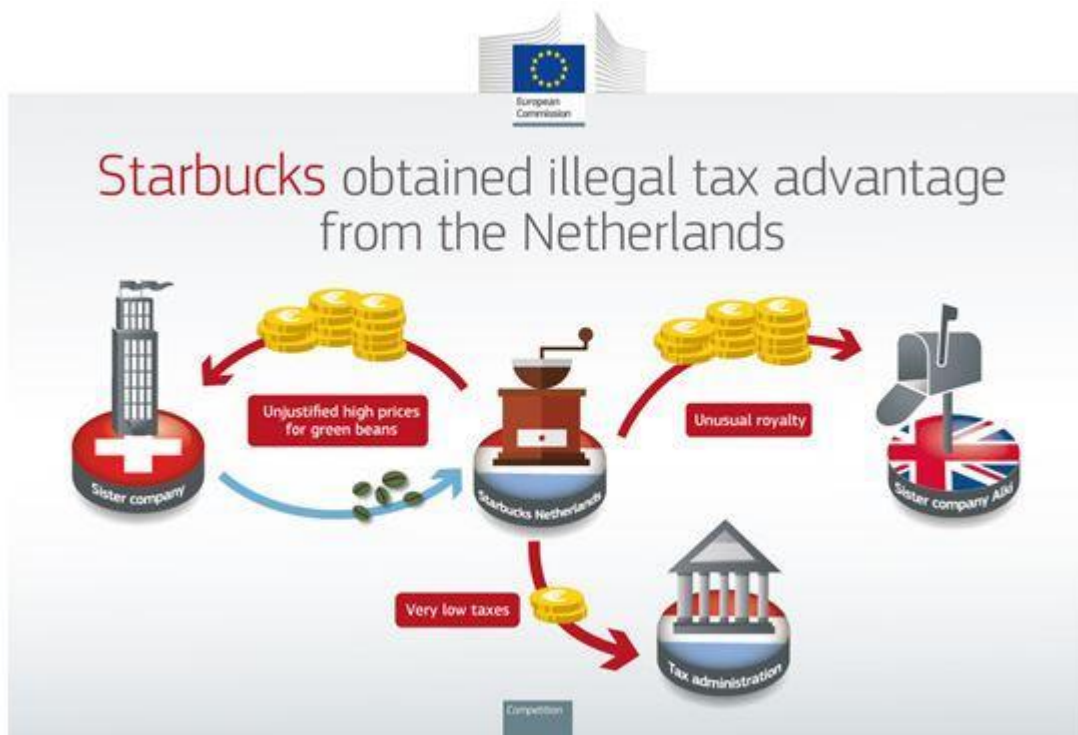 European
Commission
Starbucks obtained illegal tax advantage
from the Netherlands
Unjustified high prices
for green beans
Unusual royalty
Sister company
Starbucks Netherlands
Sister company Alki
Very low taxes
Tax administration
Competition